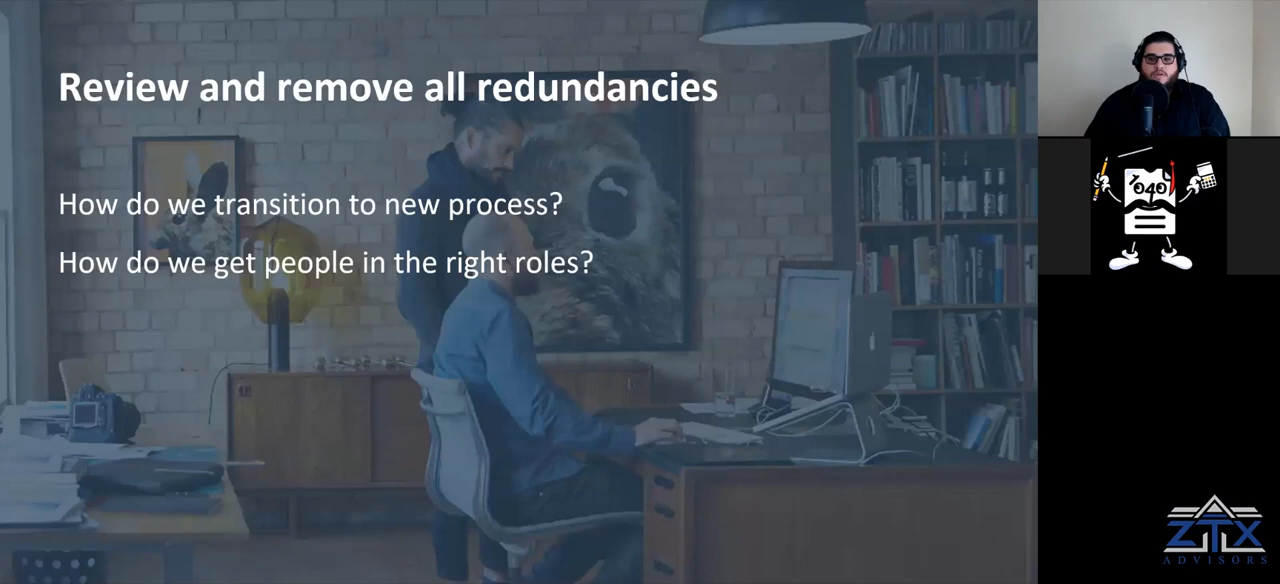 Review and remove all redundancies
How do we transition to new process?
How do we get people in the right roles?
1040
ZTX
ADVISORS